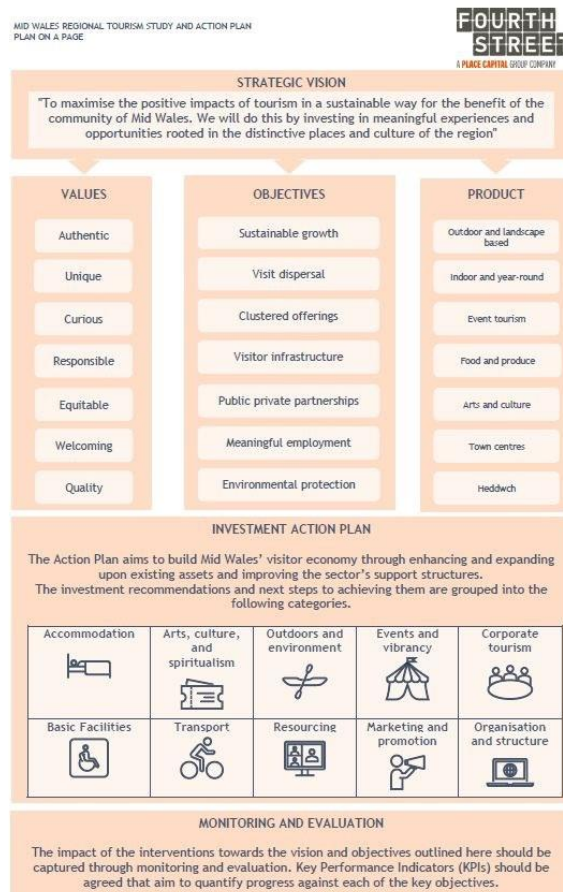 MID WALES REGIONAL TOURISM STUDY AND ACTION PLAN
PLAN ON A PAGE
FOURTH
STREET
A PLACE CAPITAL GROUP COMPANY
STRATEGIC VISION
"To maximise the positive impacts of tourism in a sustainable way for the benefit of the
community of Mid Wales. We will do this by investing in meaningful experiences and
opportunities rooted in the distinctive places and culture of the region"
VALUES
Authentic
Unique
Curious
Responsible
Equitable
Welcoming
Quality
OBJECTIVES
Sustainable growth
Visit dispersal
Clustered offerings
Visitor infrastructure
Public private partnerships
Meaningful employment
Environmental protection
PRODUCT
Outdoor and landscape
based
Indoor and year-round
Event tourism
Food and produce
Arts and culture
Town centres
Heddwch
INVESTMENT ACTION PLAN
The Action Plan aims to build Mid Wales' visitor economy through enhancing and expanding
upon existing assets and improving the sector's support structures.
The investment recommendations and next steps to achieving them are grouped into the
following categories.
Accommodation
Arts, culture,
and
spiritualism
Outdoors and
environment
Events and
vibrancy
Corporate
tourism
Basic Facilities
Transport
Resourcing
Marketing and
promotion
Organisation
and structure
MONITORING AND EVALUATION
The impact of the interventions towards the vision and objectives outlined here should be
captured through monitoring and evaluation. Key Performance Indicators (KPIs) should be
agreed that aim to quantify progress against each of the key objectives.